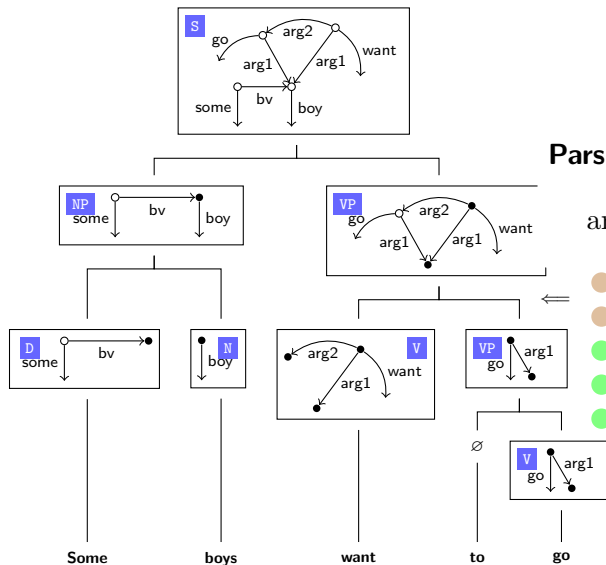 S
go
arg2
want
arg1
arg1
some
bv
boy
Pars
NP
some
bv
boy
VP
go
arg2
want
arg1
arg1
ar
⇐
D
some
bv
N
boy
V
arg2
arg1
want
VP
go
arg1
∅
V
go
arg1
Some boys want to go